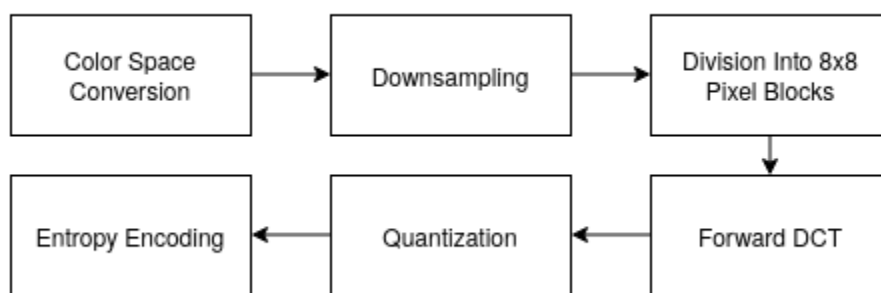 Color Space
Conversion
Downsampling
Division Into 8x8
Pixel Blocks
Forward DCT
Quantization
Entropy Encoding